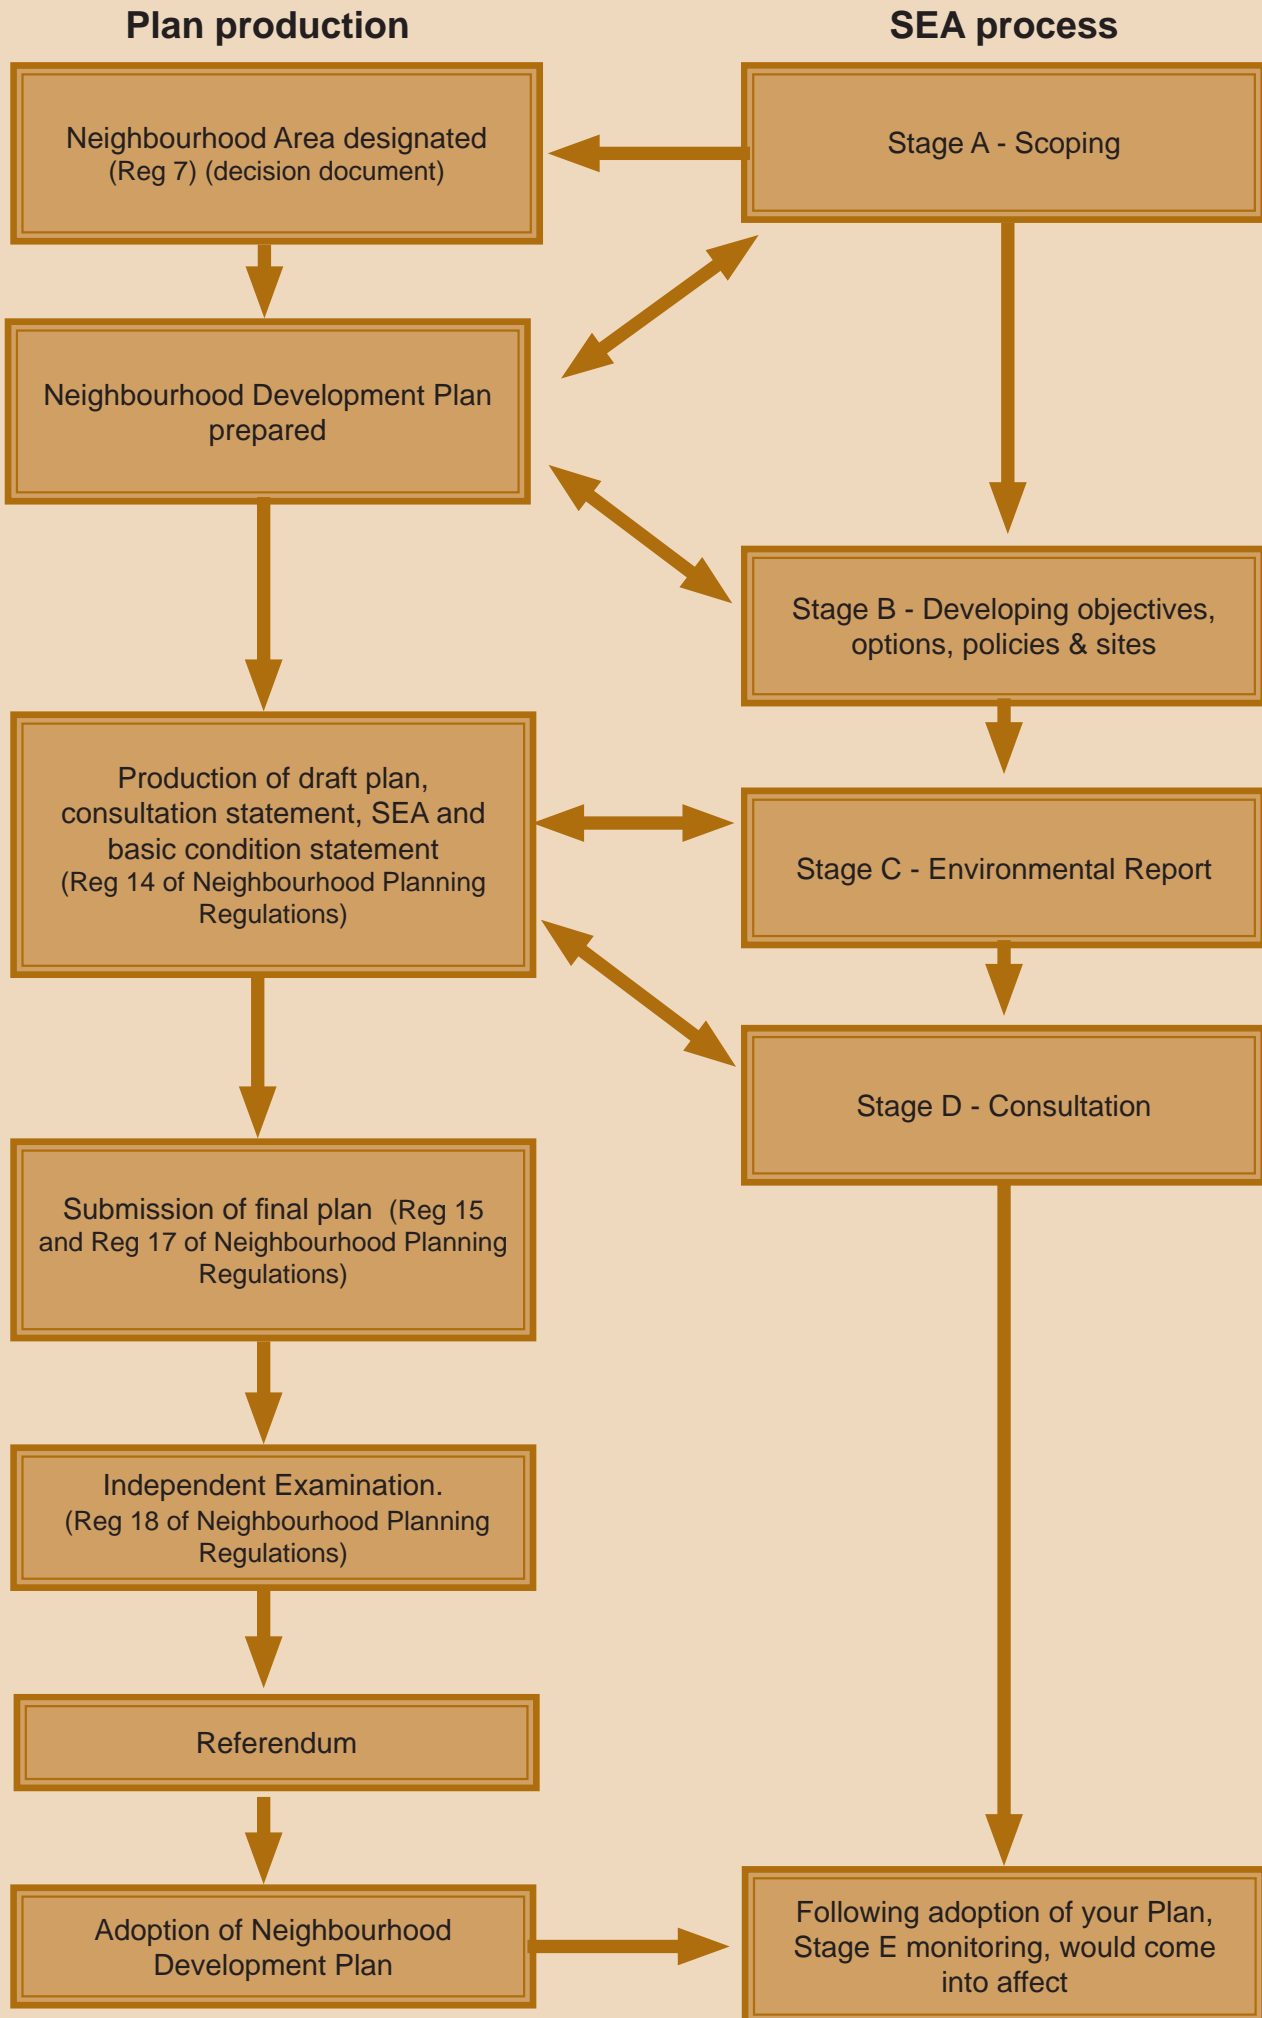 Plan production
Neighbourhood Area designated
(Reg 7) (decision document)
Neighbourhood Development Plan
prepared
Production of draft plan,
consultation statement, SEA and
basic condition statement
(Reg 14 of Neighbourhood Planning
Regulations)
Submission of final plan (Reg 15
and Reg 17 of Neighbourhood Planning
Regulations)
Independent Examination.
(Reg 18 of Neighbourhood Planning
Regulations)
Referendum
Adoption of Neighbourhood
Development Plan
SEA process
Stage A - Scoping
Stage B - Developing objectives,
options, policies & sites
Stage C - Environmental Report
Stage D - Consultation
Following adoption of your Plan,
Stage E monitoring, would come
into affect